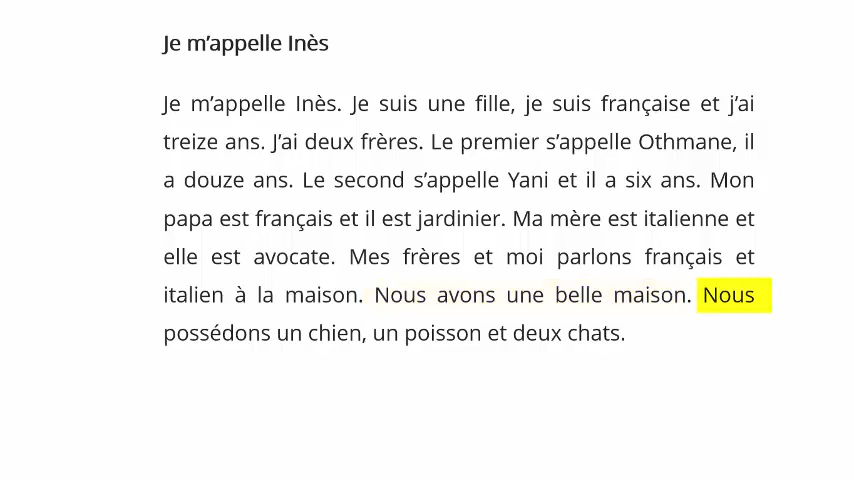 Je m’appelle Inès
Je m’appelle Inès. Je suis une fille, je suis française et j’ai
treize ans. J’ai deux frères. Le premier s’appelle Othmane, il
a douze ans. Le second s’appelle Yani et il a six ans. Mon
papa est français et il est jardinier. Ma mère est italienne et
elle est avocate. Mes frères et moi parlons français et
italien à la maison. Nous avons une belle maison. Nous
possédons un chien, un poisson et deux chats.